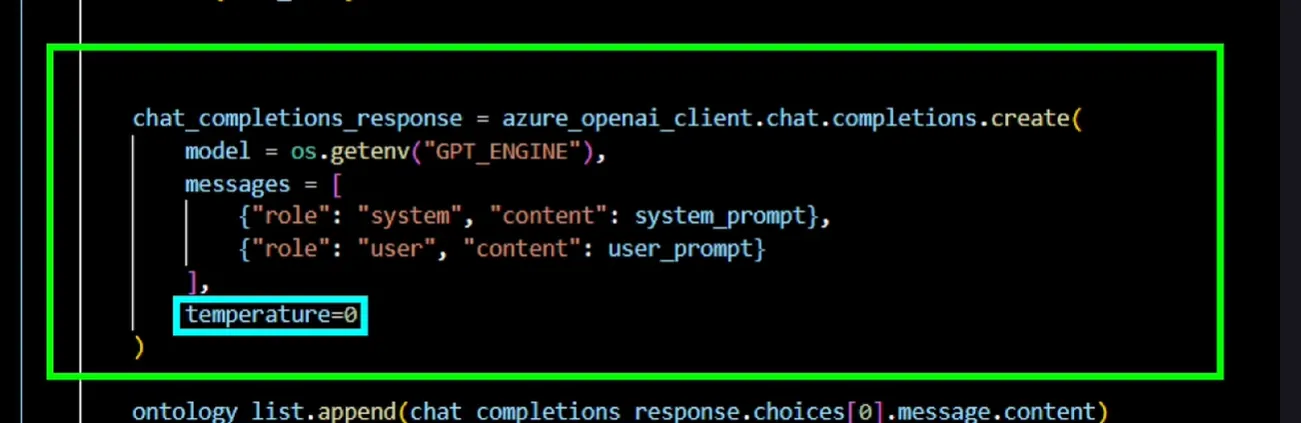 chat_completions_response = azure_openai_client.chat.completions.create(
model = os.getenv("GPT_ENGINE"),
messages = [
{"role": "system", "content": system_prompt},
{"role": "user", "content": user_prompt}
],
temperature=0
)
ontology_list.append(chat_completions_response.choices[0].message.content)